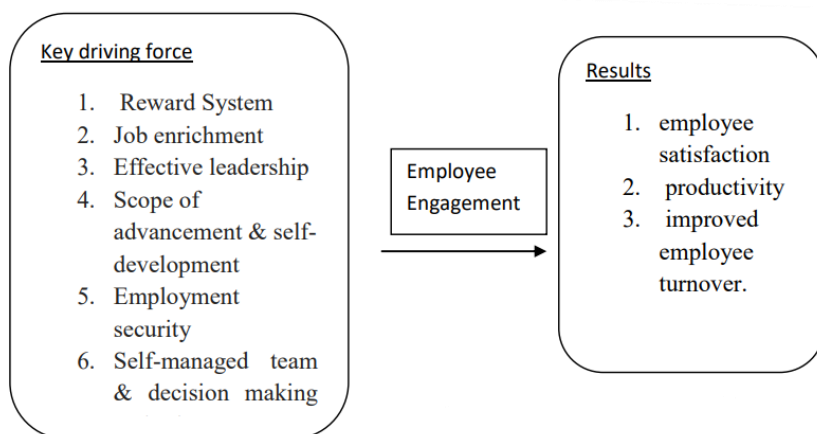 Key driving force
1. Reward System
2. Job enrichment
3. Effective leadership
4. Scope of
advancement & self-
development
5. Employment
security
6. Self-managed team
& decision making
Employee
Engagement
Results
1. employee
satisfaction
2. productivity
3. improved
employee
turnover.